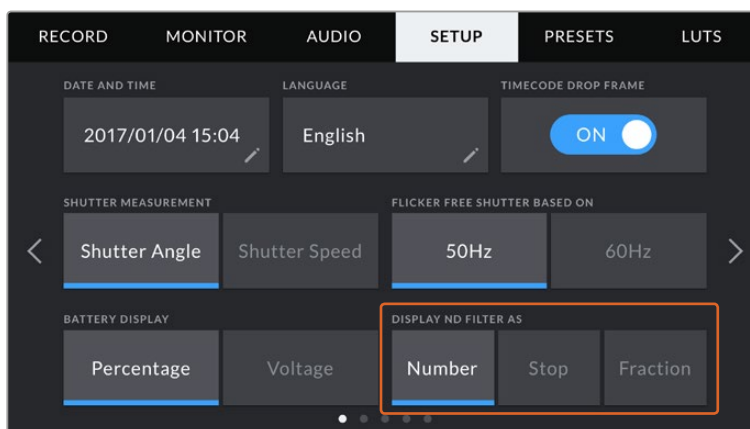 RECORD MONITOR AUDIO SETUP PRESETS LUTS
DATE AND TIME LANGUAGE TIMECODE DROP FRAME
2017/01/04 15:04 English ON
SHUTTER MEASUREMENT FLICKER FREE SHUTTER BASED ON
Shutter Angle Shutter Speed 50Hz 60Hz
BATTERY DISPLAY DISPLAY ND FILTER AS
Percentage Voltage Number Stop Fraction